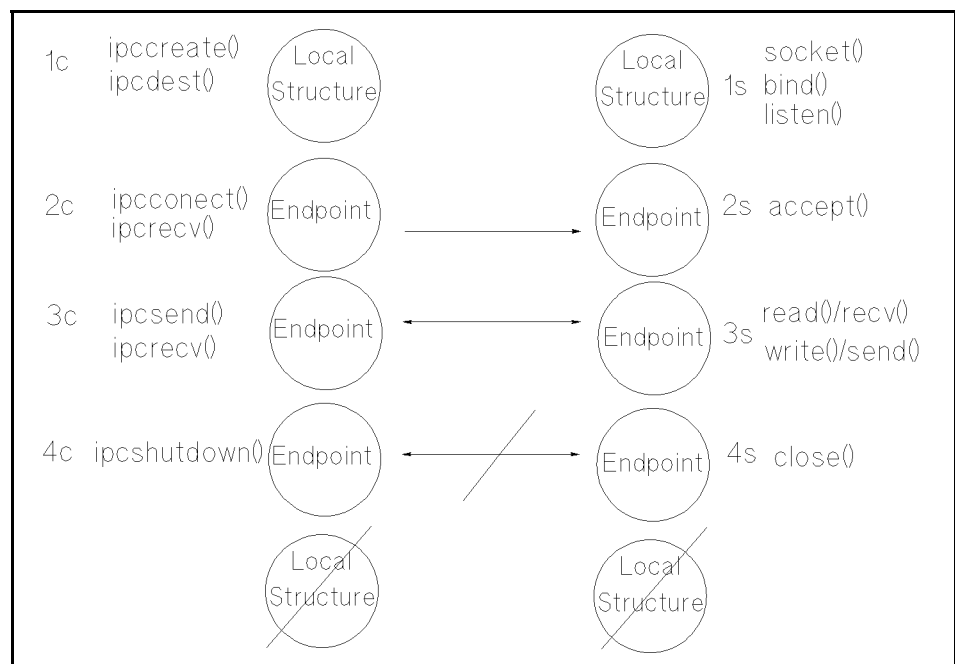 1c
ipccreate()
ipcdest()
Local
Structure
Local
Structure
1s
socket()
bind()
listen()
2c
ipcconect()
ipcrecv()
Endpoint
Endpoint
2s accept()
3c
ipcsend()
ipcrecv()
Endpoint
Endpoint
3s
read()/recv()
write()/send()
4c ipcshutdown()
Endpoint
Endpoint
4s close()
Local
Structure
Local
Structure